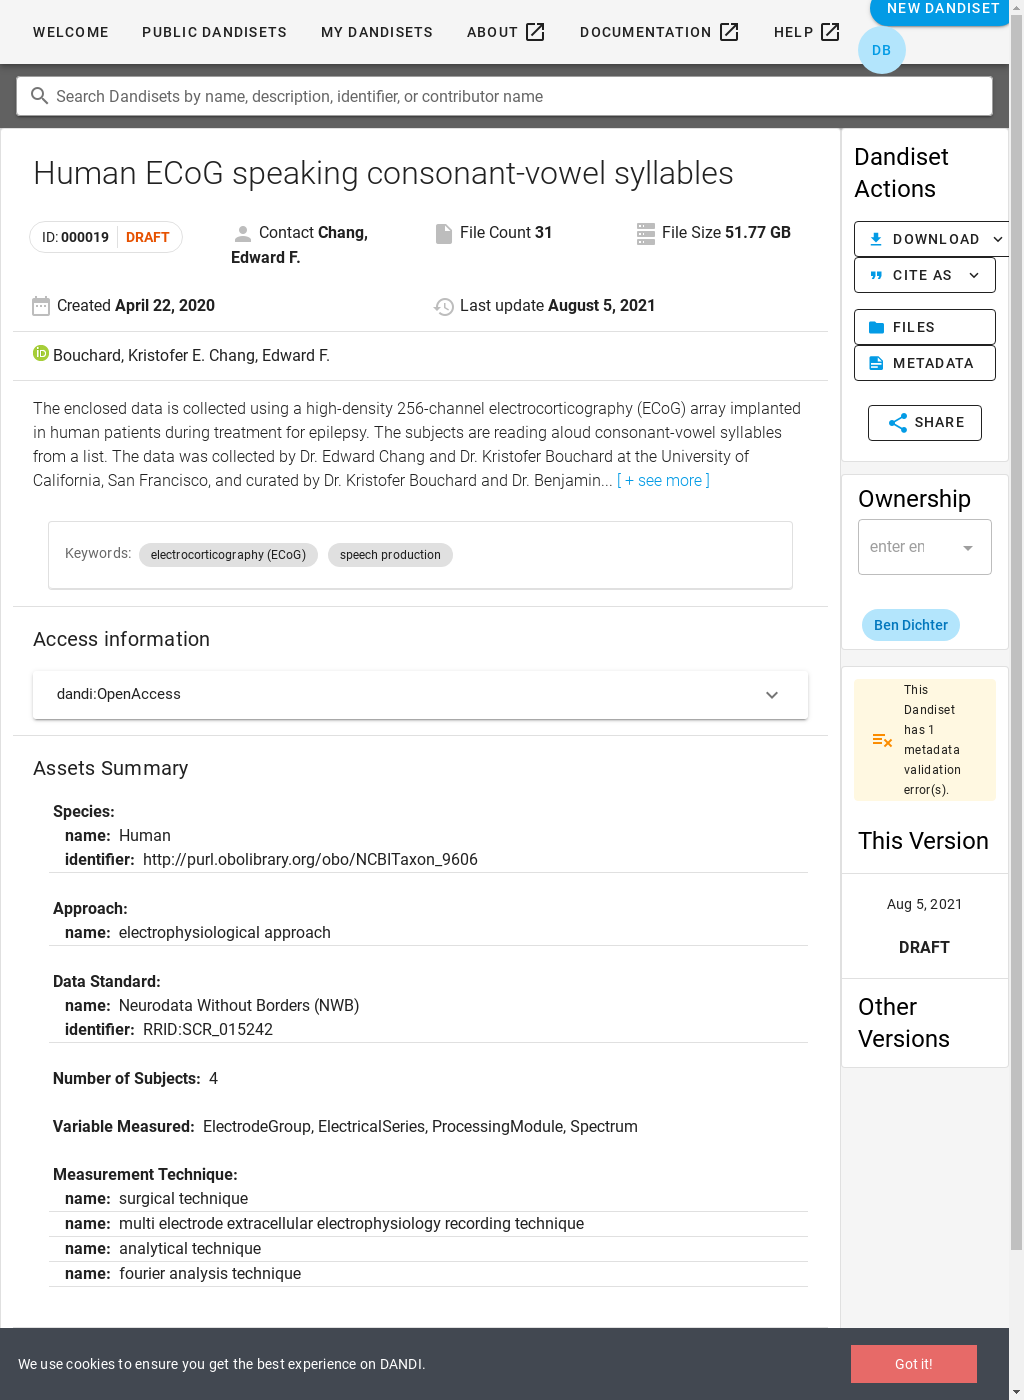 WELCOME PUBLIC DANDISETS MY DANDISETS ABOUT DOCUMENTATION HELP NEW DANDISET
DB
Search Dandisets by name, description, identifier, or contributor name
Human ECoG speaking consonant-vowel syllables
ID: 000019 DRAFT
Contact Chang, Edward F.
File Count 31
File Size 51.77 GB
Created April 22, 2020
Last update August 5, 2021
Bouchard, Kristofer E. Chang, Edward F.
The enclosed data is collected using a high-density 256-channel electrocorticography (ECoG) array implanted
in human patients during treatment for epilepsy. The subjects are reading aloud consonant-vowel syllables
from a list. The data was collected by Dr. Edward Chang and Dr. Kristofer Bouchard at the University of
California, San Francisco, and curated by Dr. Kristofer Bouchard and Dr. Benjamin... [ + see more ]
Keywords: electrocorticography (ECoG) speech production
Access information
dandi:OpenAccess
Assets Summary
Species:
name: Human
identifier: http://purl.obolibrary.org/obo/NCBITaxon_9606
Approach:
name: electrophysiological approach
Data Standard:
name: Neurodata Without Borders (NWB)
identifier: RRID:SCR_015242
Number of Subjects: 4
Variable Measured: ElectrodeGroup, ElectricalSeries, ProcessingModule, Spectrum
Measurement Technique:
name: surgical technique
name: multi electrode extracellular electrophysiology recording technique
name: analytical technique
name: fourier analysis technique
Dandiset
Actions
DOWNLOAD
CITE AS
FILES
METADATA
SHARE
Ownership
enter en
Ben Dichter
This
Dandiset
has 1
metadata
validation
error(s).
This Version
Aug 5, 2021
DRAFT
Other
Versions
We use cookies to ensure you get the best experience on DANDI.
Got it!